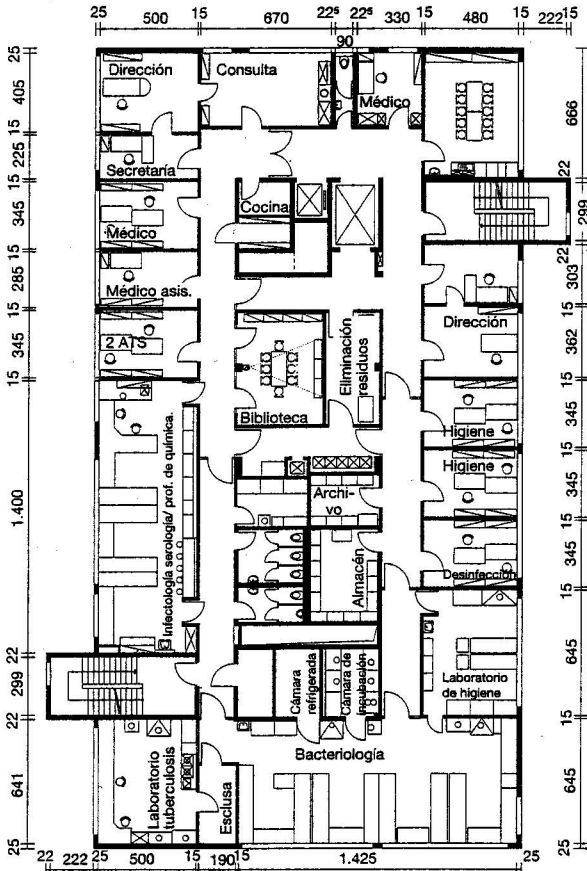 15 15 22⁵ 22⁵ 15 15 15
25 500 670 330 480 222
90
25
405
15
225
15
345
15
285
15
345
15
1.400
22
299
22
641
25
Dirección
Consulta
Médico
Secretaría
Médico
Cocina
Médico asis.
2 ATS
Biblioteca
Eliminación
residuos
Dirección
Higiene
Higiene
Desinfección
Infectología serología/ prof. de química.
Archi-
vo
Almacén
Cámara
refrigerada
Cámara de
incubación
Laboratorio
de higiene
Bacteriología
Laboratorio
tuberculosis
Esclusa
666
22
299
22
303
15
362
15
345
15
345
15
345
15
645
15
645
25
22 25 15 15 25
222 500 190 1.425